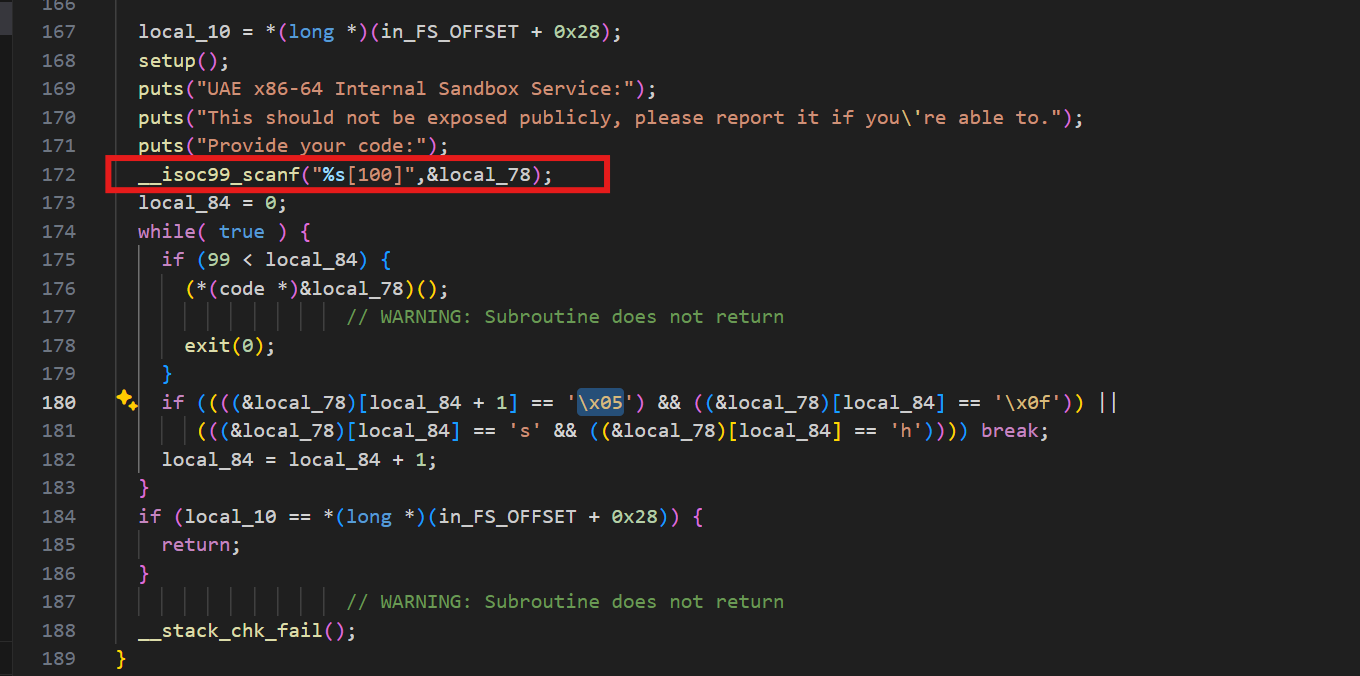 166
167 local_10 = *(long *)(in_FS_OFFSET + 0x28);
168 setup();
169 puts("UAE x86-64 Internal Sandbox Service:");
170 puts("This should not be exposed publicly, please report it if you\'re able to.");
171 puts("Provide your code:");
172 __isoc99_scanf("%s[100]",&local_78);
173 local_84 = 0;
174 while( true ) {
175 if (99 < local_84) {
176 (*(code *)&local_78)();
177 // WARNING: Subroutine does not return
178 exit(0);
179 }
180 if ((((&local_78)[local_84 + 1] == '\x05') && ((&local_78)[local_84] == '\x0f')) ||
181 (((&local_78)[local_84] == 's' && ((&local_78)[local_84] == 'h')))) break;
182 local_84 = local_84 + 1;
183 }
184 if (local_10 == *(long *)(in_FS_OFFSET + 0x28)) {
185 return;
186 }
187 // WARNING: Subroutine does not return
188 __stack_chk_fail();
189 }